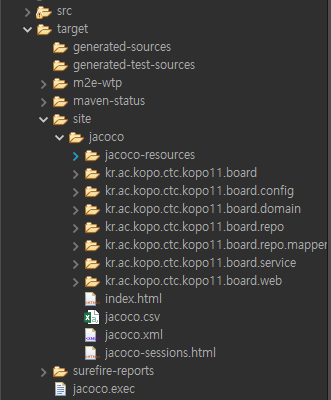 src
target
generated-sources
generated-test-sources
m2e-wtp
maven-status
site
jacoco
jacoco-resources
kr.ac.kopo.ctc.kopo11.board
kr.ac.kopo.ctc.kopo11.board.config
kr.ac.kopo.ctc.kopo11.board.domain
kr.ac.kopo.ctc.kopo11.board.repo
kr.ac.kopo.ctc.kopo11.board.repo.mapper
kr.ac.kopo.ctc.kopo11.board.service
kr.ac.kopo.ctc.kopo11.board.web
index.html
jacoco.csv
jacoco.xml
jacoco-sessions.html
surefire-reports
jacoco.exec